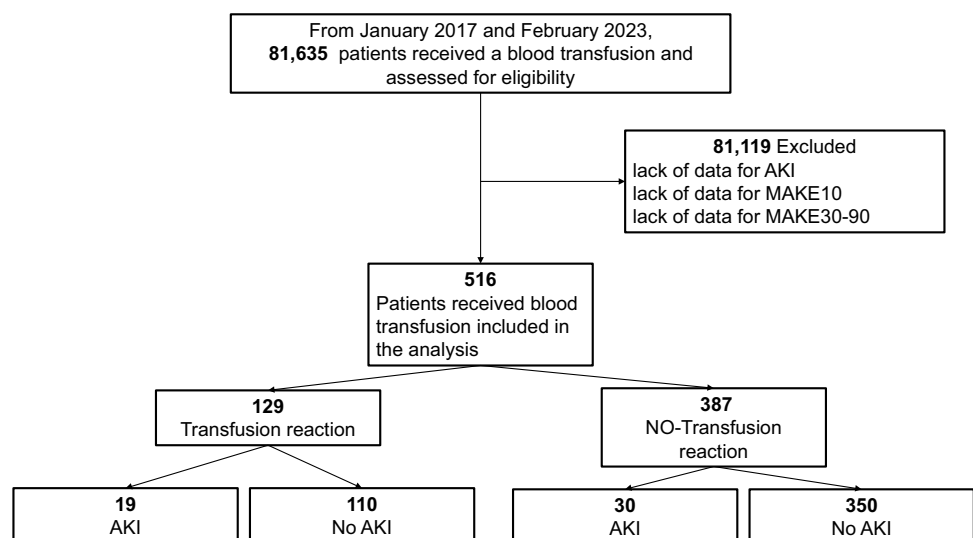 From January 2017 and February 2023,
81,635 patients received a blood transfusion and
assessed for eligibility
81,119 Excluded
lack of data for AKI
lack of data for MAKE10
lack of data for MAKE30-90
516
Patients received blood
transfusion included in
the analysis
129
Transfusion reaction
387
NO-Transfusion
reaction
19
AKI
110
No AKI
30
AKI
350
No AKI